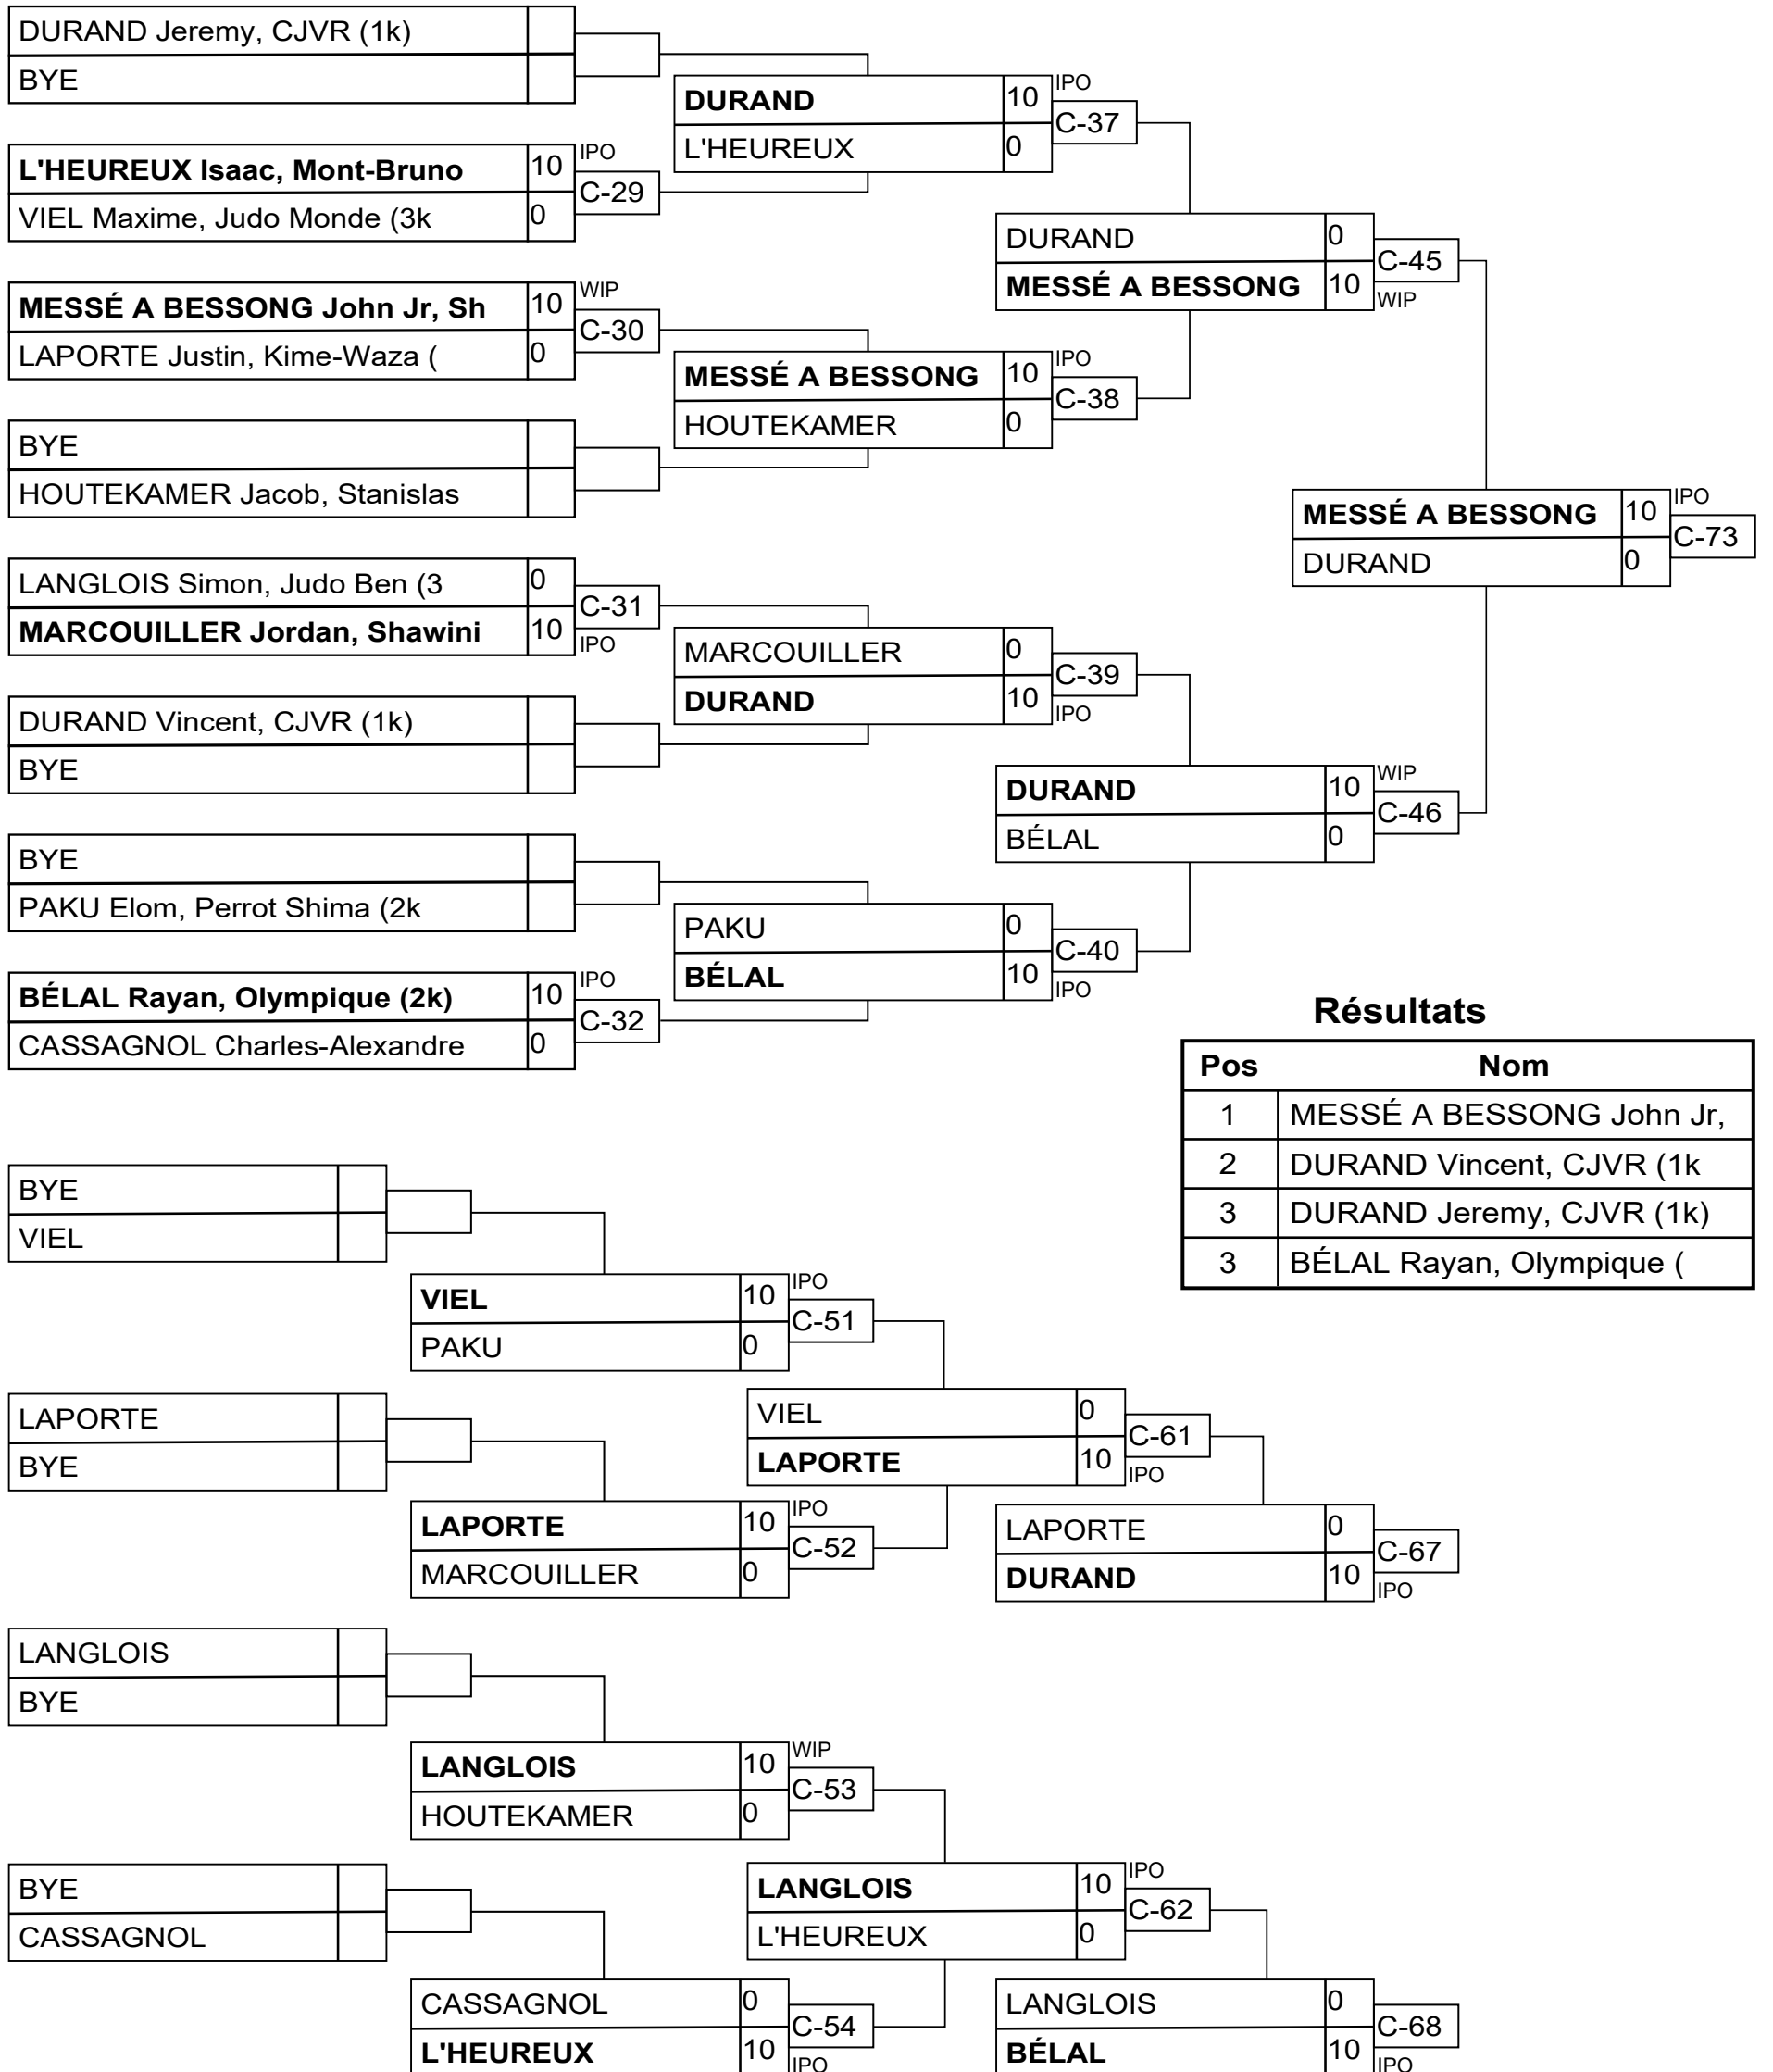 DURAND Jeremy, CJVR (1k)
BYE
DURAND 10 IPO
L'HEUREUX 0 C-37
L'HEUREUX Isaac, Mont-Bruno 10 IPO
VIEL Maxime, Judo Monde (3k 0 C-29
DURAND 0 C-45
MESSÉ A BESSONG 10 WIP
MESSÉ A BESSONG John Jr, Sh 10 WIP
LAPORTE Justin, Kime-Waza ( 0 C-30
MESSÉ A BESSONG 10 IPO
HOUTEKAMER 0 C-38
BYE
HOUTEKAMER Jacob, Stanislas
MESSÉ A BESSONG 10 IPO
DURAND 0 C-73
LANGLOIS Simon, Judo Ben (3 0 C-31
MARCOUILLER Jordan, Shawini 10 IPO
MARCOUILLER 0 C-39
DURAND 10 IPO
DURAND Vincent, CJVR (1k)
BYE
DURAND 10 WIP
BÉLAL 0 C-46
BYE
PAKU Elom, Perrot Shima (2k
PAKU 0 C-40
BÉLAL 10 IPO
BÉLAL Rayan, Olympique (2k) 10 IPO
CASSAGNOL Charles-Alexandre 0 C-32
Résultats
Pos Nom
1 MESSÉ A BESSONG John Jr,
2 DURAND Vincent, CJVR (1k
3 DURAND Jeremy, CJVR (1k)
3 BÉLAL Rayan, Olympique (
BYE
VIEL
VIEL 10 IPO
PAKU 0 C-51
LAPORTE
BYE
VIEL 0 C-61
LAPORTE 10 IPO
LAPORTE 10 IPO
MARCOUILLER 0 C-52
LAPORTE 0 C-67
DURAND 10 IPO
LANGLOIS
BYE
LANGLOIS 10 WIP
HOUTEKAMER 0 C-53
BYE
CASSAGNOL
LANGLOIS 10 IPO
L'HEUREUX 0 C-62
CASSAGNOL 0 C-54
L'HEUREUX 10 IPO
LANGLOIS 0 C-68
BÉLAL 10 IPO